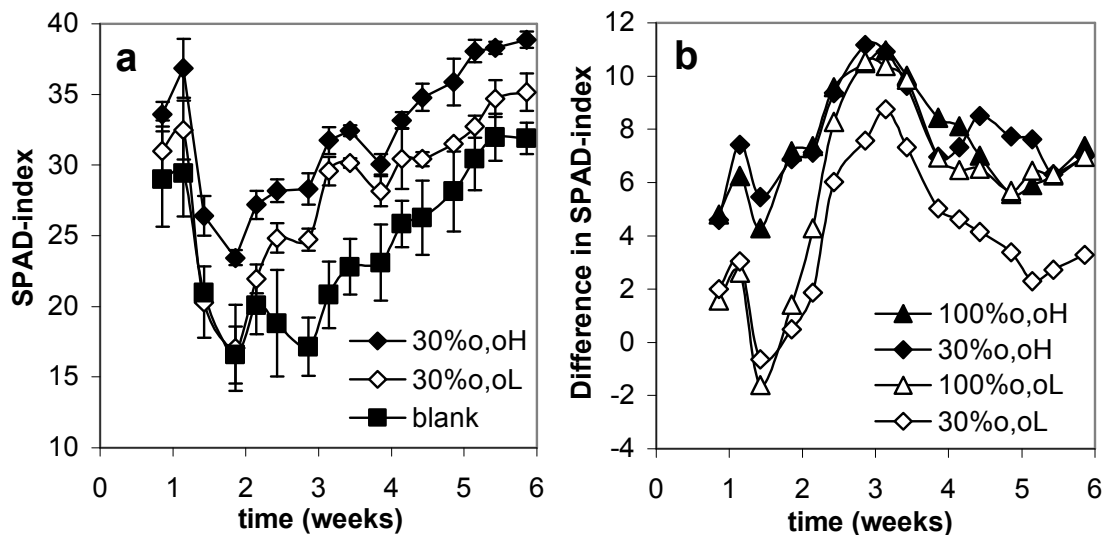 a
SPAD-index
40
35
30
25
20
15
10
0 1 2 3 4 5 6
time (weeks)
30%o,oH
30%o,oL
blank
b
Difference in SPAD-index
12
10
8
6
4
2
0
-2
-4
0 1 2 3 4 5 6
time (weeks)
100%o,oH
30%o,oH
100%o,oL
30%o,oL